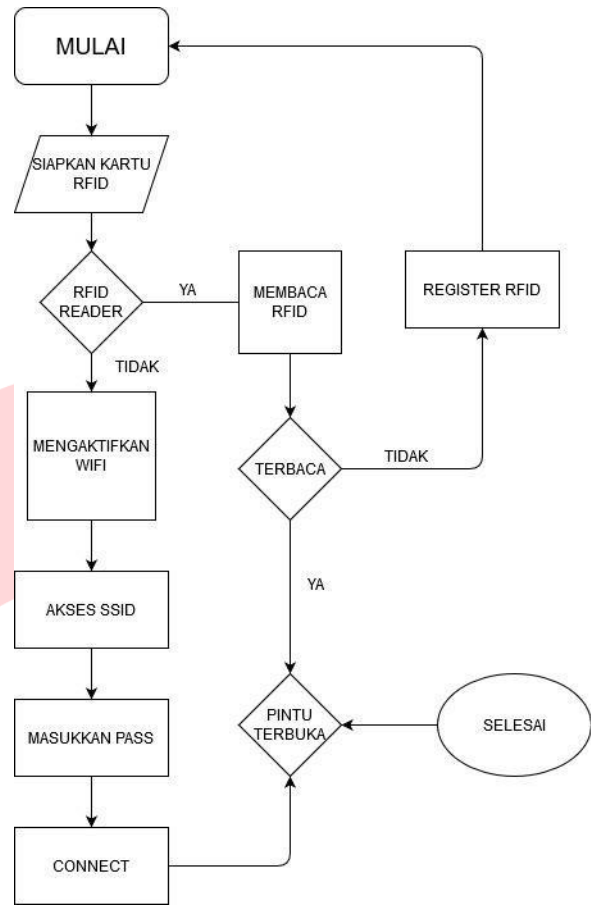 MULAI
SIAPKAN KARTU
RFID
RFID
READER
YA
MEMBACA
RFID
REGISTER RFID
TIDAK
MENGAKTIFKAN
WIFI
TERBACA
TIDAK
YA
AKSES SSID
MASUKKAN PASS
PINTU
TERBUKA
SELESAI
CONNECT